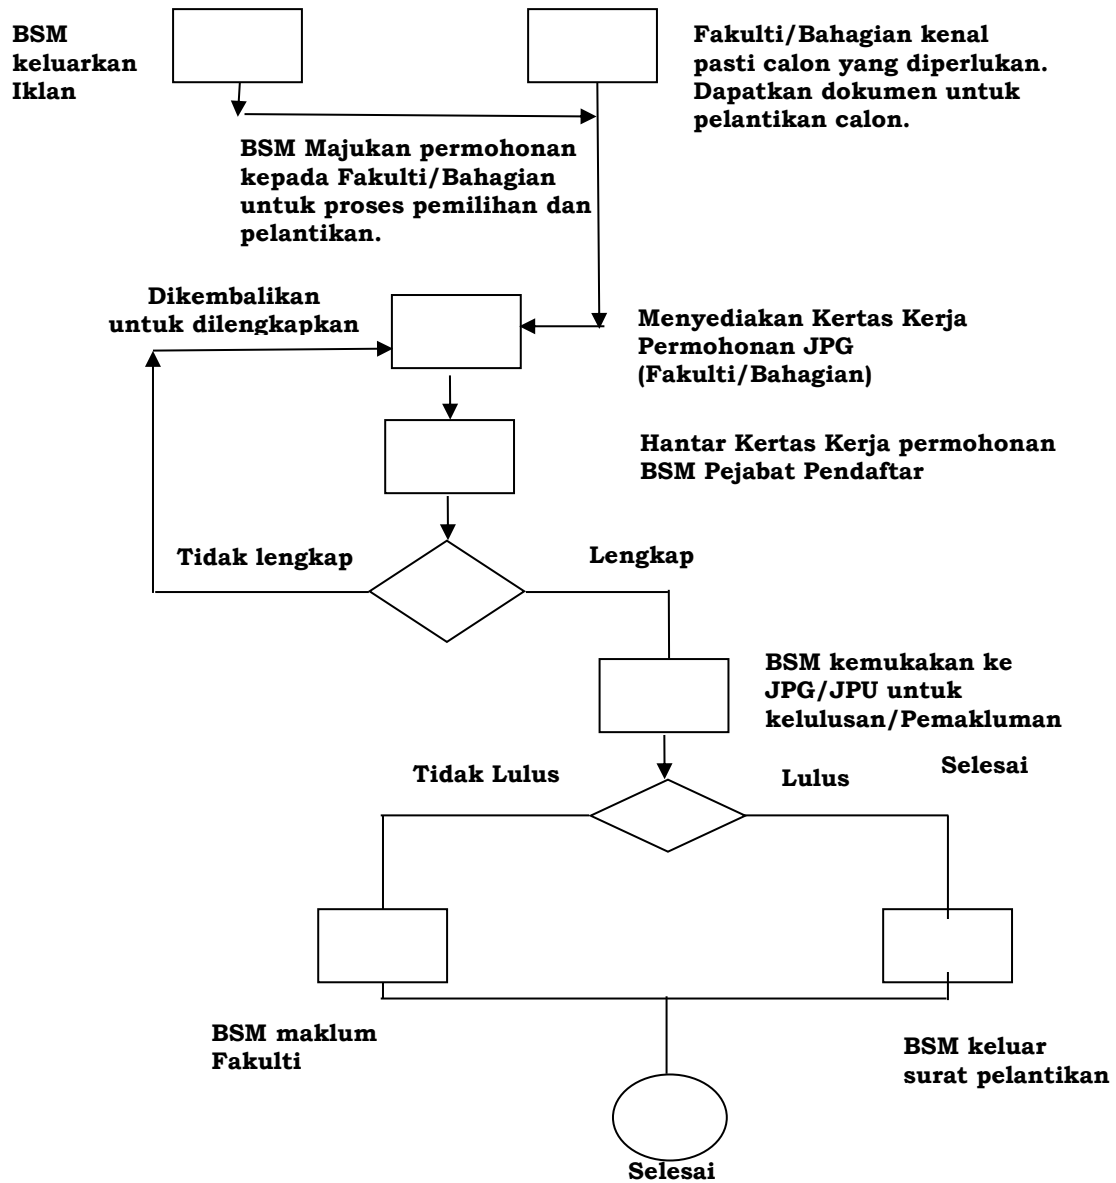 BSM
keluarkan
Iklan
Fakulti/Bahagian kenal
pasti calon yang diperlukan.
Dapatkan dokumen untuk
pelantikan calon.
BSM Majukan permohonan
kepada Fakulti/Bahagian
untuk proses pemilihan dan
pelantikan.
Dikembalikan
untuk dilengkapkan
Menyediakan Kertas Kerja
Permohonan JPG
(Fakulti/Bahagian)
Hantar Kertas Kerja permohonan
BSM Pejabat Pendaftar
Tidak lengkap
Lengkap
BSM kemukakan ke
JPG/JPU untuk
kelulusan/Pemakluman
Tidak Lulus
Lulus
Selesai
BSM maklum
Fakulti
BSM keluar
surat pelantikan
Selesai